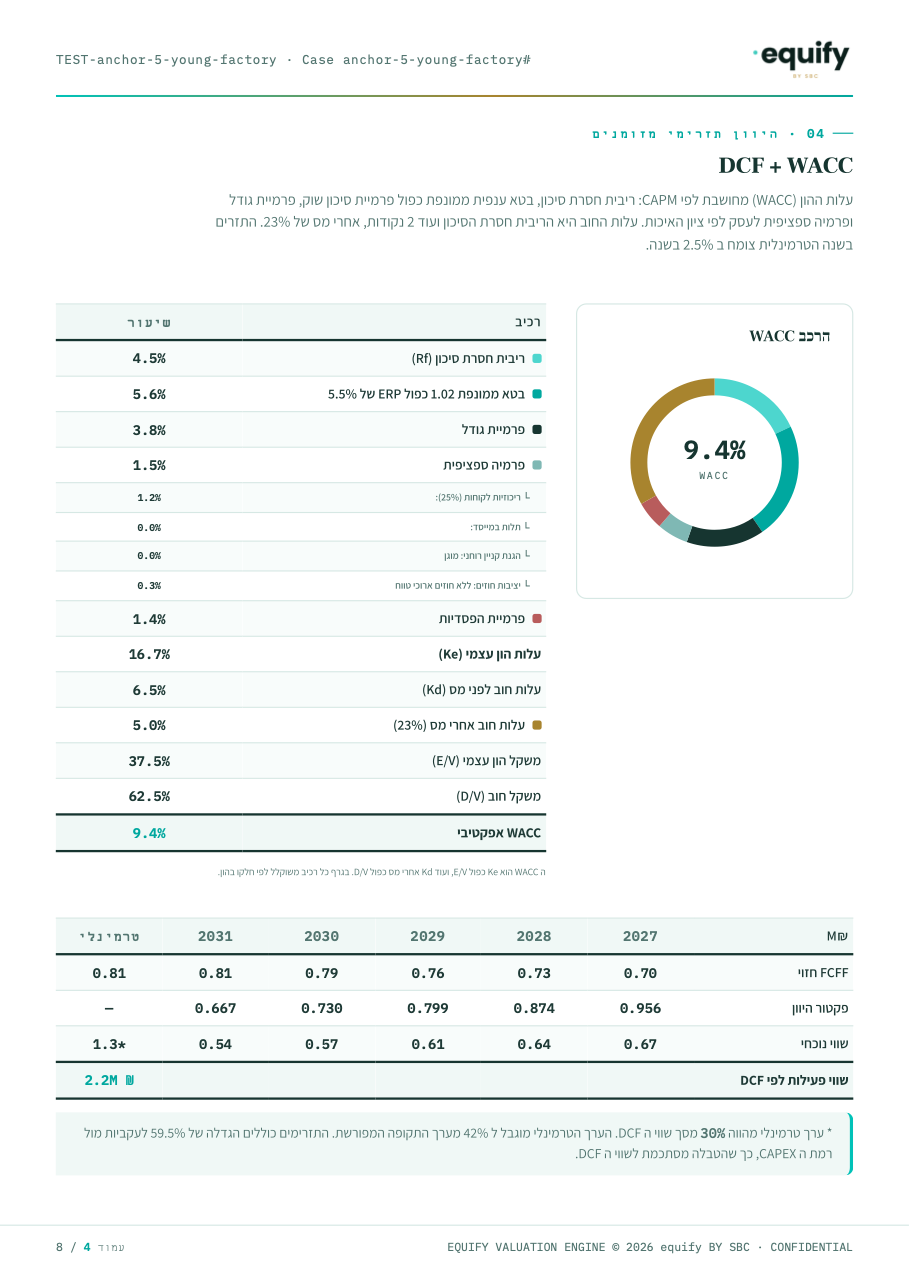 TEST-anchor-5-young-factory · Case anchor-5-young-factory#
equify
BY SBC
04 · היוון תזרימי מזומנים
DCF + WACC
עלות ההון (WACC) מחושבת לפי CAPM: ריבית חסרת סיכון, בטא ענפית ממונפת כפול פרמיית סיכון שוק, פרמיית גודל
ופרמיה ספציפית לעסק לפי ציון האיכות. עלות החוב היא הריבית חסרת הסיכון ועוד 2 נקודות, אחרי מס של 23%. התזרים
בשנה הטרמינלית צומח ב 2.5% בשנה.
הרכב WACC
9.4%
WACC
רכיב שיעור
ריבית חסרת סיכון (Rf) 4.5%
בטא ממונפת 1.02 כפול ERP של 5.5% 5.6%
פרמיית גודל 3.8%
פרמיה ספציפית 1.5%
└ ריכוזיות לקוחות (25%): 1.2%
└ תלות במייסד: 0.0%
└ הגנת קניין רוחני: מוגן 0.0%
└ יציבות חוזים: ללא חוזים ארוכי טווח 0.3%
פרמיית הפסדיות 1.4%
עלות הון עצמי (Ke) 16.7%
עלות חוב לפני מס (Kd) 6.5%
עלות חוב אחרי מס (23%) 5.0%
משקל הון עצמי (E/V) 37.5%
משקל חוב (D/V) 62.5%
WACC אפקטיבי 9.4%
ה WACC הוא Ke כפול E/V, ועוד Kd אחרי מס כפול D/V. בגרף כל רכיב משוקלל לפי חלקו בהון.
₪M 2027 2028 2029 2030 2031 טרמינלי
FCFF חזוי 0.70 0.73 0.76 0.79 0.81 0.81
פקטור היוון 0.956 0.874 0.799 0.730 0.667 —
שווי נוכחי 0.67 0.64 0.61 0.57 0.54 1.3*
שווי פעילות לפי DCF 2.2M ₪
* ערך טרמינלי מהווה 30% מסך שווי ה DCF. הערך הטרמינלי מוגבל ל 42% מערך התקופה המפורשת. התזרימים כוללים הגדלה של 59.5% לעקביות מול
רמת ה CAPEX, כך שהטבלה מסתכמת לשווי ה DCF.
EQUIFY VALUATION ENGINE © 2026 equify BY SBC · CONFIDENTIAL
עמוד 4 / 8